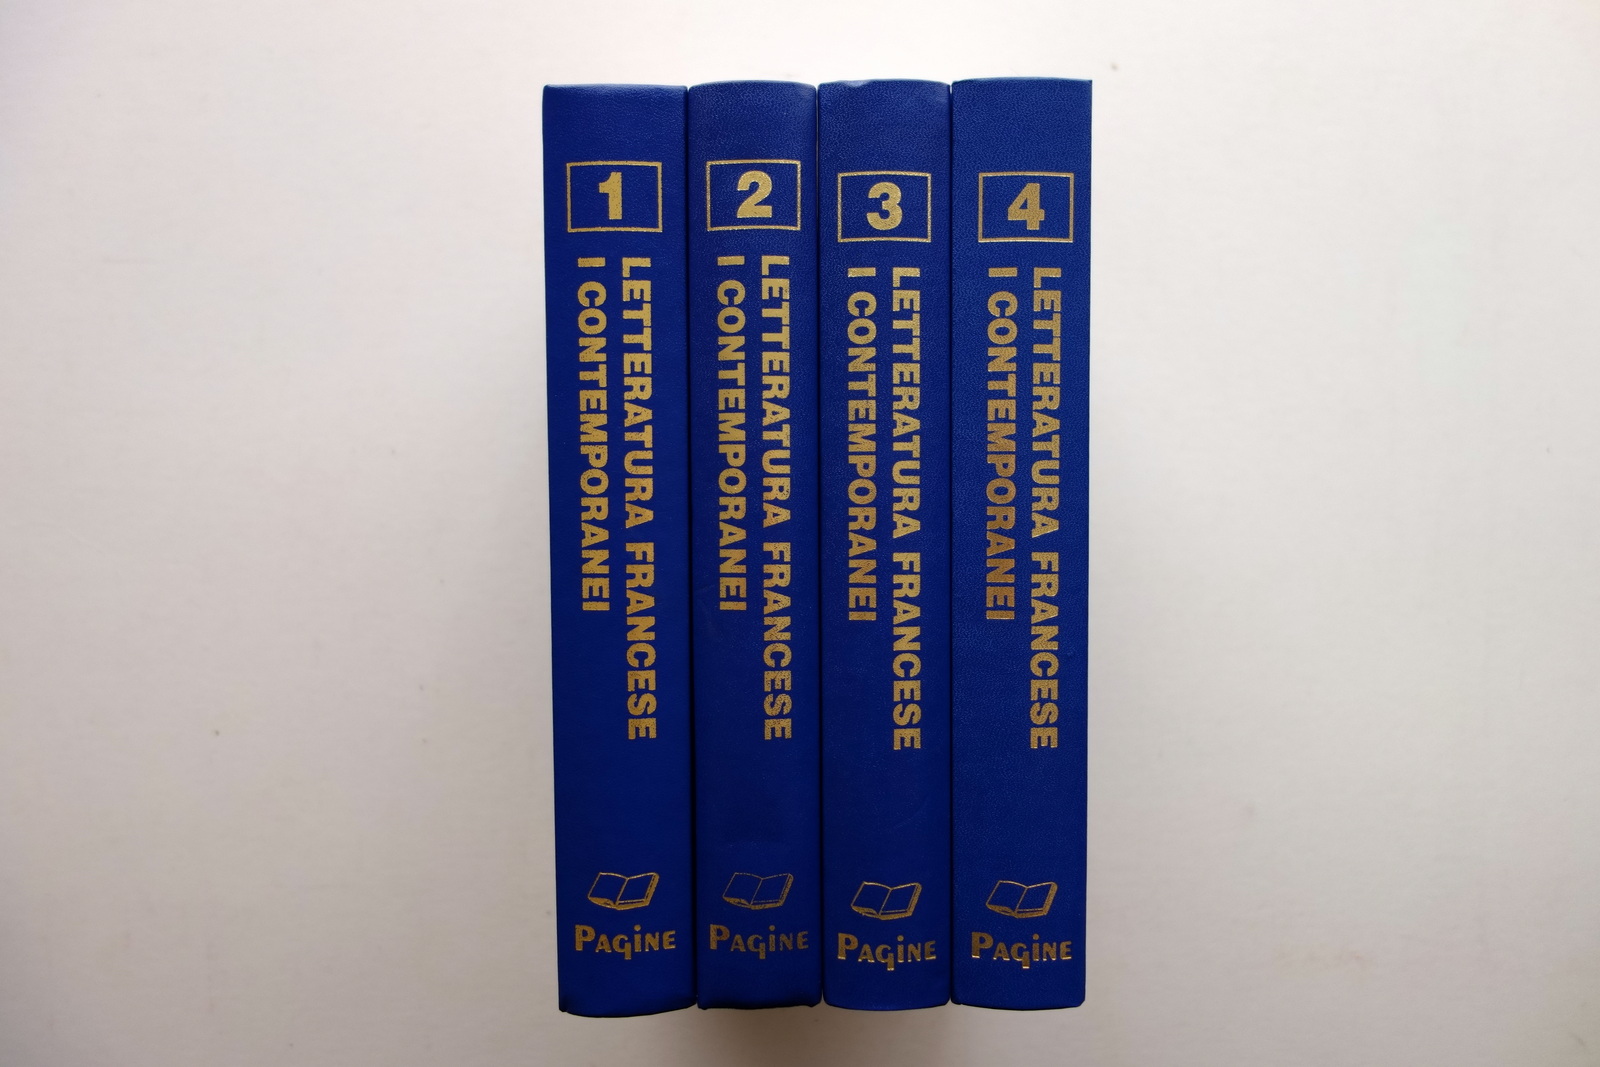 1
LETTERATURA FRANCESE
I CONTEMPORANEI
PAGINE
2
LETTERATURA FRANCESE
I CONTEMPORANEI
PAGINE
3
LETTERATURA FRANCESE
I CONTEMPORANEI
PAGINE
4
LETTERATURA FRANCESE
I CONTEMPORANEI
PAGINE